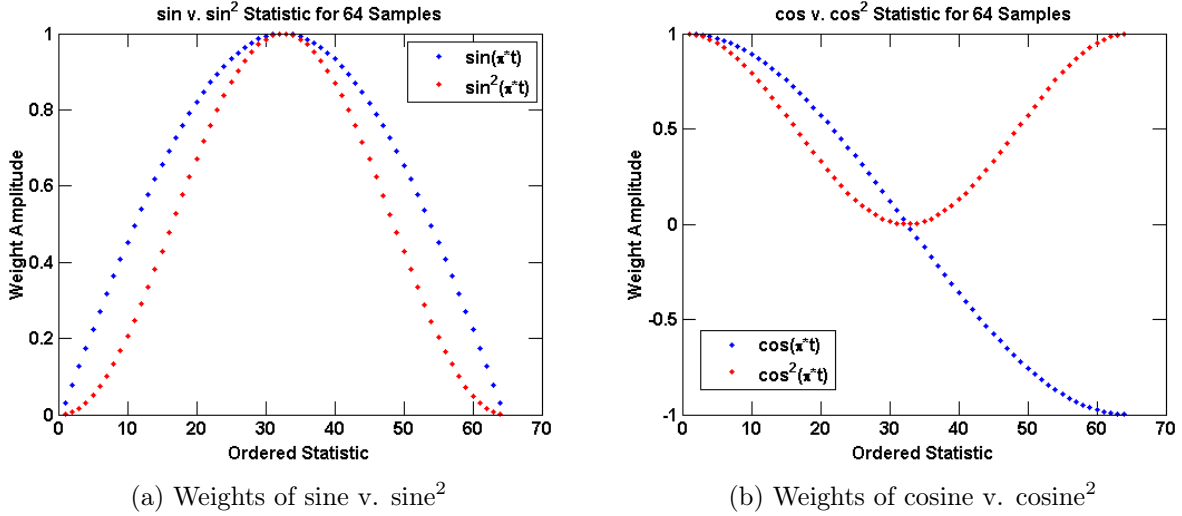 sin v. sin² Statistic for 64 Samples
1
0.8
0.6
0.4
0.2
0
Weight Amplitude
sin(π*t)
sin²(π*t)
0 10 20 30 40 50 60 70
Ordered Statistic
(a) Weights of sine v. sine²
cos v. cos² Statistic for 64 Samples
1
0.5
0
-0.5
-1
Weight Amplitude
cos(π*t)
cos²(π*t)
0 10 20 30 40 50 60 70
Ordered Statistic
(b) Weights of cosine v. cosine²